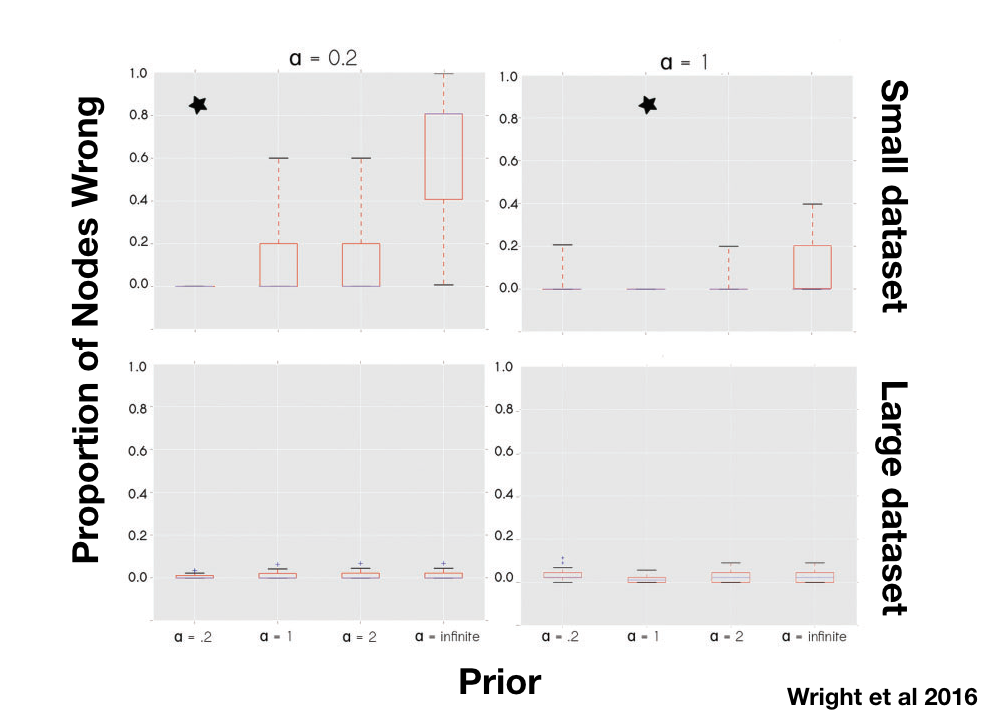 α = 0.2
α = 1
Proportion of Nodes Wrong
1.0
0.8
0.6
0.4
0.2
0.0
1.0
0.8
0.6
0.4
0.2
0.0
Small dataset
1.0
0.8
0.6
0.4
0.2
0.0
1.0
0.8
0.6
0.4
0.2
0.0
Large dataset
α = .2
α = 1
α = 2
α = infinite
α = .2
α = 1
α = 2
α = infinite
Prior
Wright et al 2016